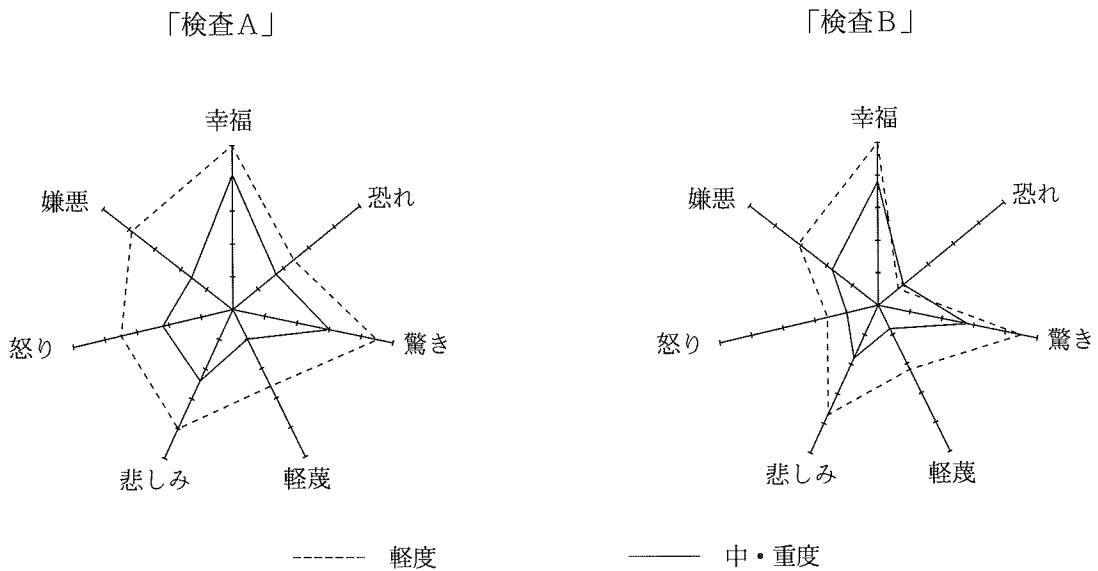 「検査A」
幸福
恐れ
驚き
軽蔑
悲しみ
怒り
嫌悪
「検査B」
幸福
恐れ
驚き
軽蔑
悲しみ
怒り
嫌悪
軽度
中・重度